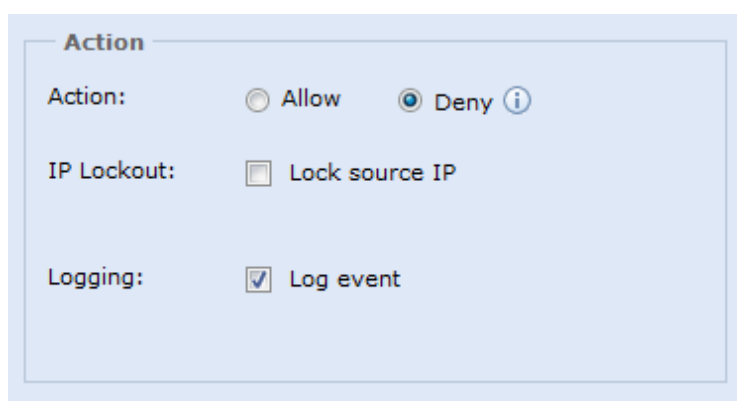 Action
Action: Allow Deny
IP Lockout: Lock source IP
Logging: Log event